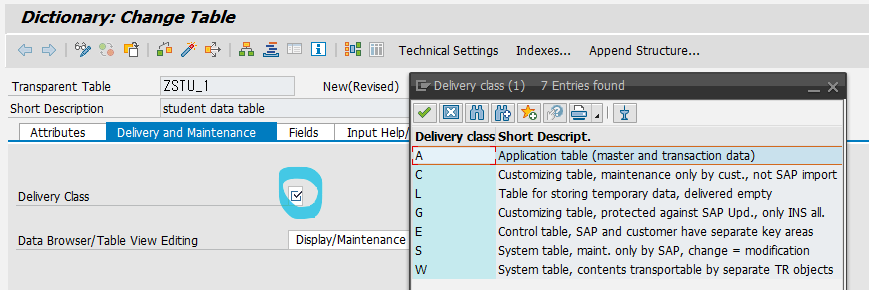 Dictionary: Change Table
Technical Settings Indexes... Append Structure...
Transparent Table ZSTU_1 New(Revised)
Short Description student data table
Attributes Delivery and Maintenance Fields Input Help/
Delivery Class
Data Browser/Table View Editing Display/Maintenance
Delivery class (1) 7 Entries found
Delivery class Short Descript.
A Application table (master and transaction data)
C Customizing table, maintenance only by cust., not SAP import
L Table for storing temporary data, delivered empty
G Customizing table, protected against SAP Upd., only INS all.
E Control table, SAP and customer have separate key areas
S System table, maint. only by SAP, change = modification
W System table, contents transportable by separate TR objects